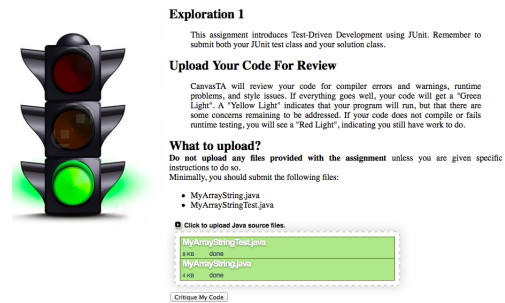 Exploration 1
This assignment introduces Test-Driven Development using JUnit. Remember to
submit both your JUnit test class and your solution class.
Upload Your Code For Review
CanvasTA will review your code for compiler errors and warnings, runtime
problems, and style issues. If everything goes well, your code will get a "Green
Light". A "Yellow Light" indicates that your program will run, but that there are
some concerns remaining to be addressed. If your code does not compile or fails
runtime testing, you will see a "Red Light", indicating you still have work to do.
What to upload?
Do not upload any files provided with the assignment unless you are given specific
instructions to do so.
Minimally, you should submit the following files:
• MyArrayString.java
• MyArrayStringTest.java
Click to upload Java source files.
MyArrayStringTest.java
8 KB done
MyArrayString.java
4 KB done
Critique My Code